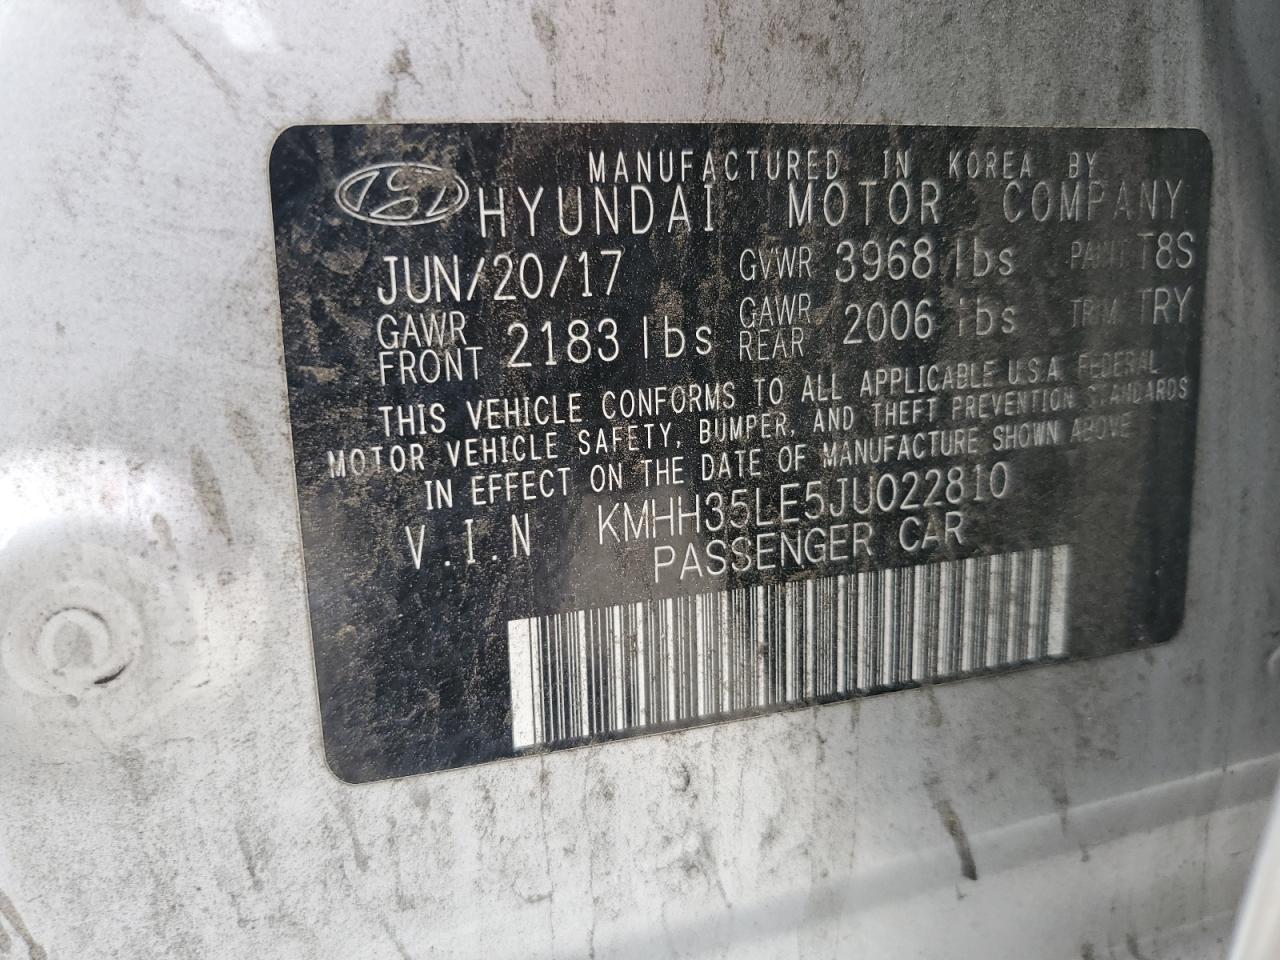 MANUFACTURED IN KOREA BY
HYUNDAI MOTOR COMPANY
JUN/20/17 GVWR 3968 lbs PAINT T8S
GAWR FRONT 2183 lbs GAWR REAR 2006 lbs TRIM TRY
THIS VEHICLE CONFORMS TO ALL APPLICABLE U.S.A FEDERAL
MOTOR VEHICLE SAFETY, BUMPER, AND THEFT PREVENTION STANDARDS
IN EFFECT ON THE DATE OF MANUFACTURE SHOWN ABOVE
V.I.N KMHH35LE5JU022810
PASSENGER CAR